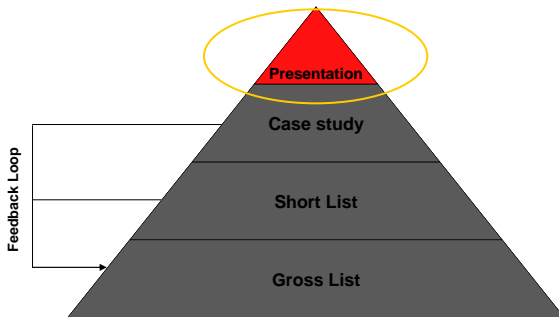 Presentation
Case study
Short List
Gross List
Feedback Loop